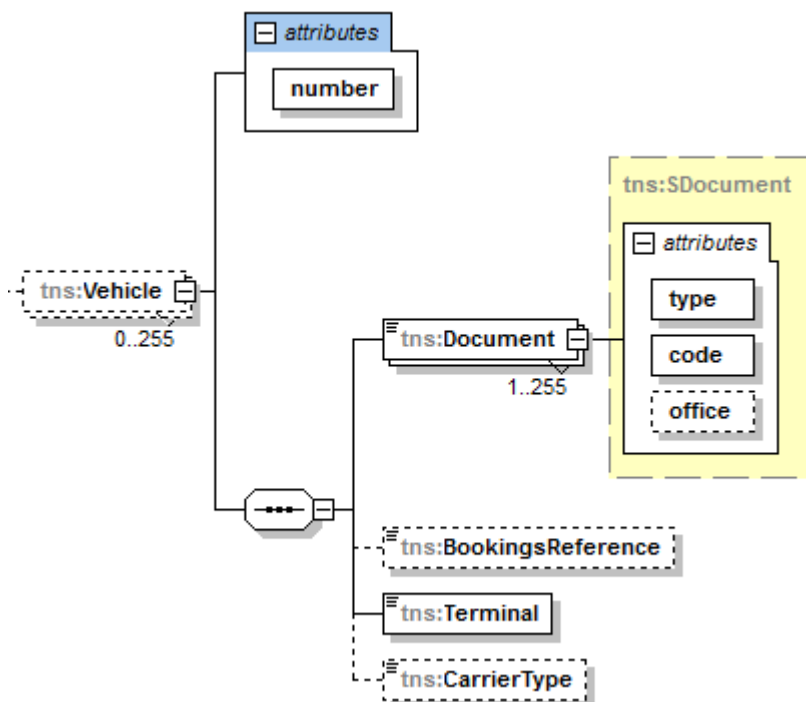 attributes
number
tns:SDocument
attributes
tns:Vehicle
0..255
type
tns:Document
code
1..255
office
tns:BookingsReference
tns:Terminal
tns:CarrierType